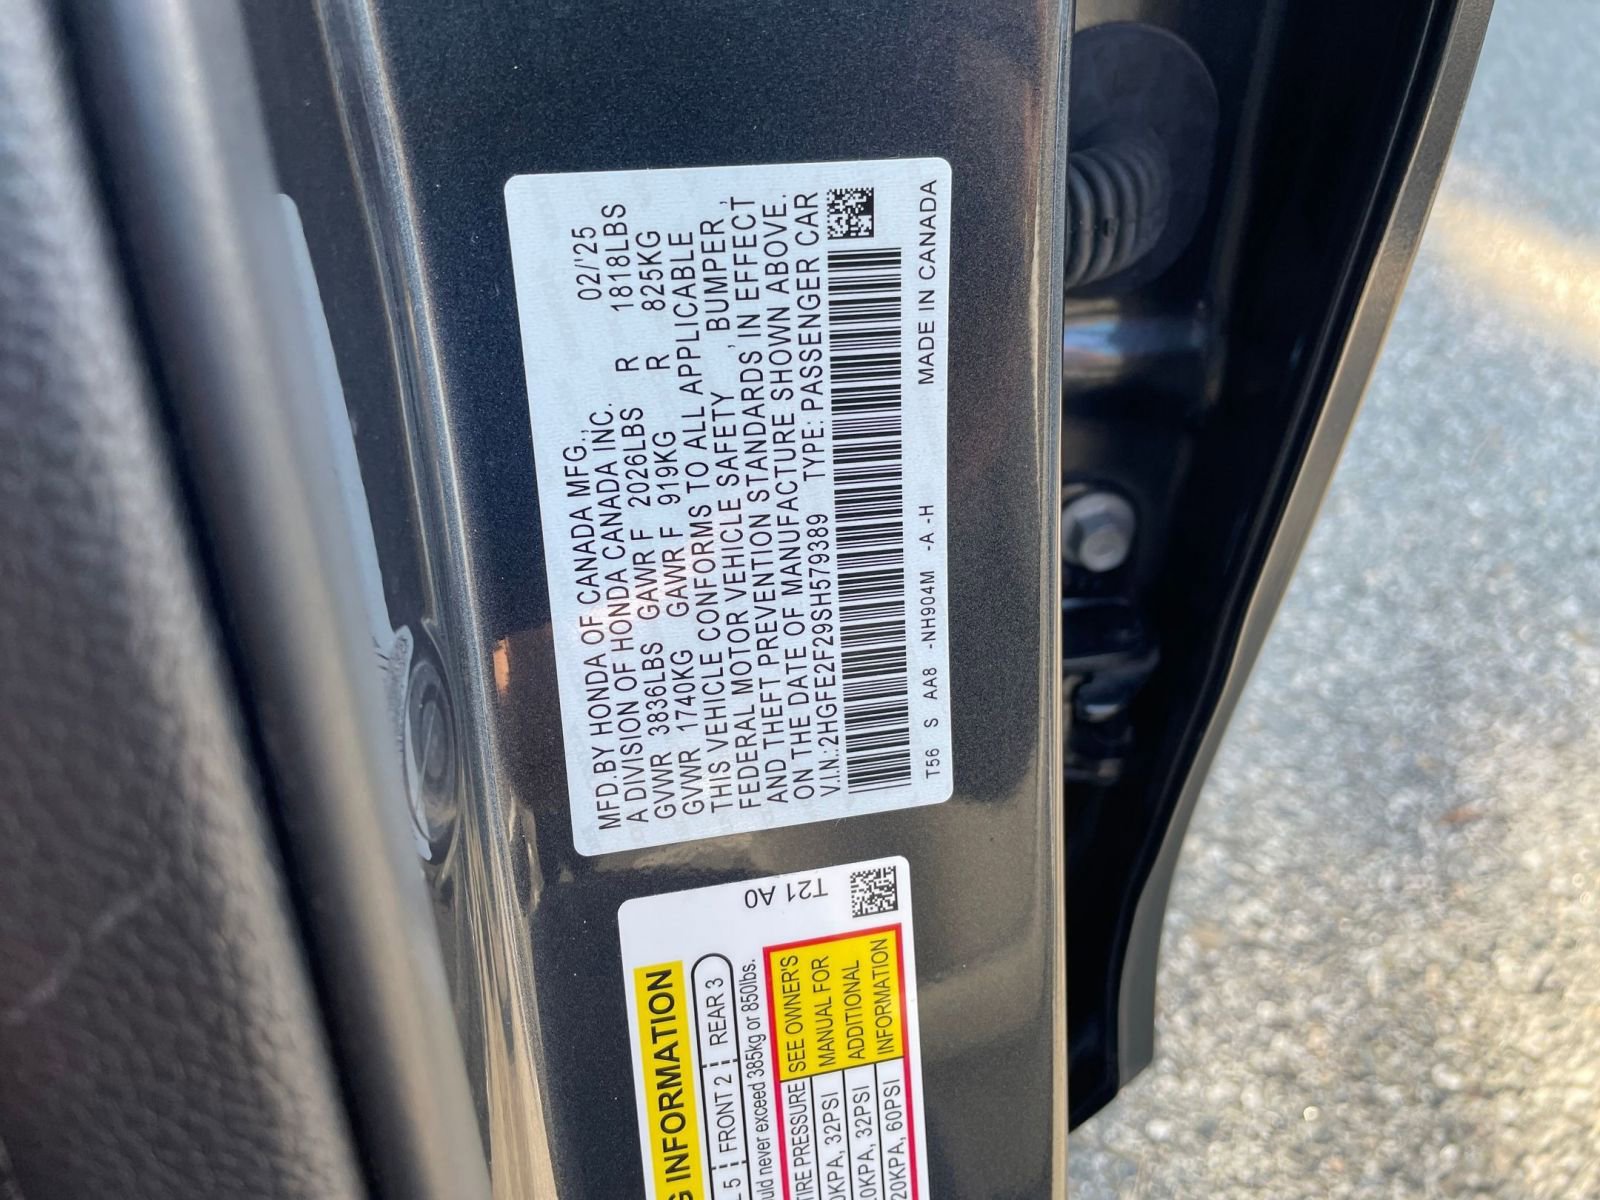 MFD.BY HONDA OF CANADA MFG., 02/'25
A DIVISION OF HONDA CANADA INC.
GVWR 3836LBS GAWR F 2026LBS R 1818LBS
GVWR 1740KG GAWR F 919KG R 825KG
THIS VEHICLE CONFORMS TO ALL APPLICABLE
FEDERAL MOTOR VEHICLE SAFETY , BUMPER ,
AND THEFT PREVENTION STANDARDS IN EFFECT
ON THE DATE OF MANUFACTURE SHOWN ABOVE.
V.I.N.:2HGFE2F29SH579389 TYPE: PASSENGER CAR
T56 S AA8 -NH904M -A -H MADE IN CANADA
T21 A0
INFORMATION
5 FRONT 2 REAR 3
never exceed 385kg or 850lbs.
TIRE PRESSURE
KPA, 32PSI
KPA, 32PSI
20KPA, 60PSI
SEE OWNER'S
MANUAL FOR
ADDITIONAL
INFORMATION